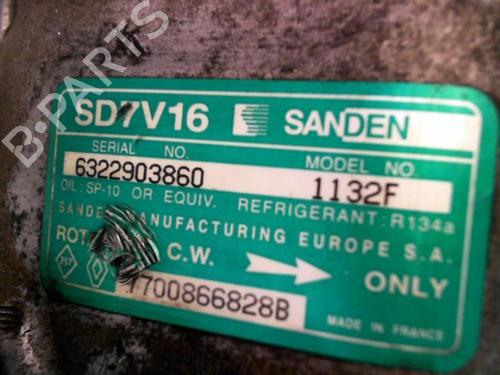 B-PARTS
SD7V16 SANDEN
SERIAL NO. MODEL NO.
6322903860 1132F
OIL: SP-10 OR EQUIV. REFRIGERANT: R134a
MANUFACTURING EUROPE S.A.
C.W. ONLY
7700866828B
MADE IN FRANCE